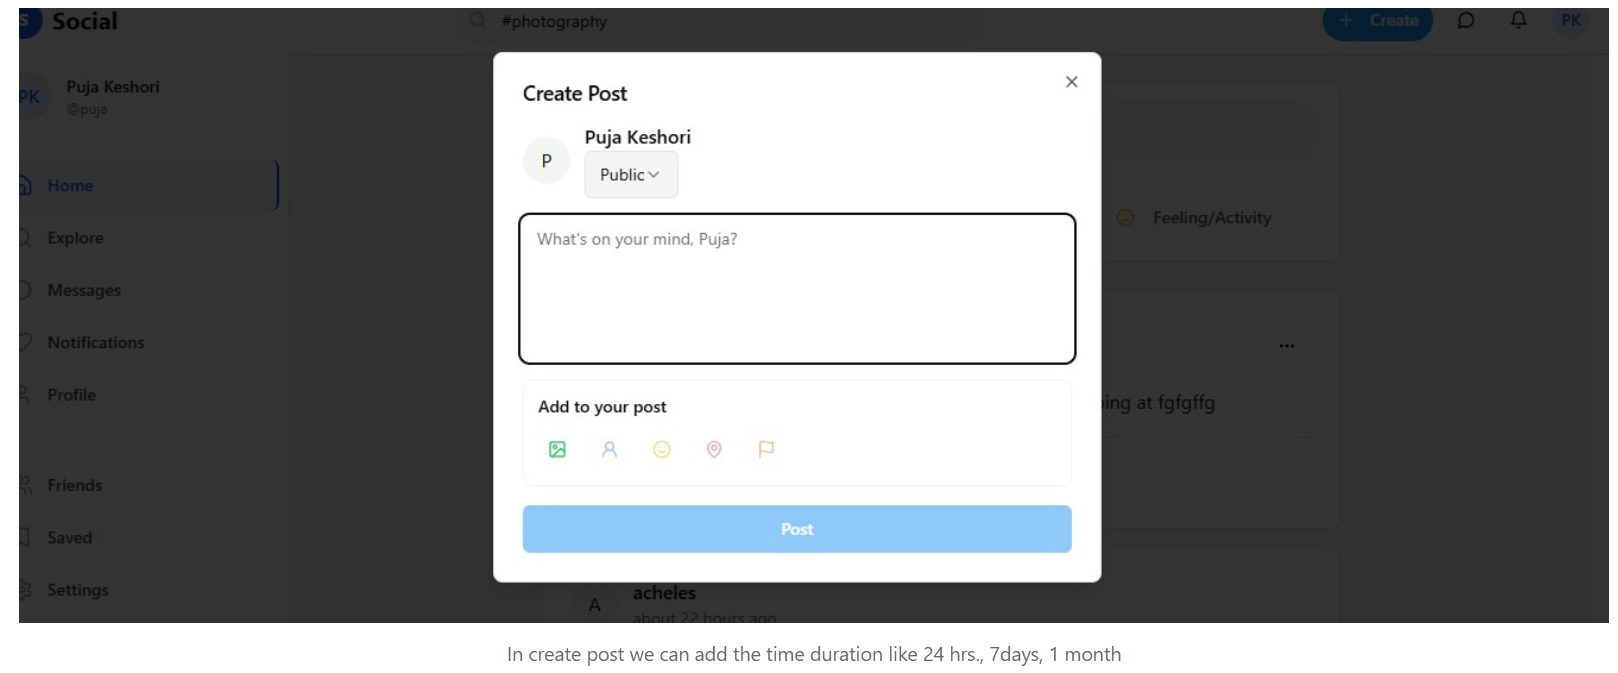 S Social
#photography
+ Create
PK
PK
Puja Keshori
@puja
Home
Explore
Messages
Notifications
Profile
Friends
Saved
Settings
Create Post
×
P
Puja Keshori
Public
What's on your mind, Puja?
Add to your post
Post
Feeling/Activity
...
ping at fgfgffg
A
acheles
about 22 hours ago
In create post we can add the time duration like 24 hrs., 7days, 1 month